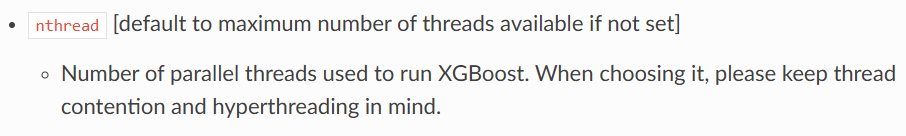 • nthread [default to maximum number of threads available if not set]
◦ Number of parallel threads used to run XGBoost. When choosing it, please keep thread
contention and hyperthreading in mind.